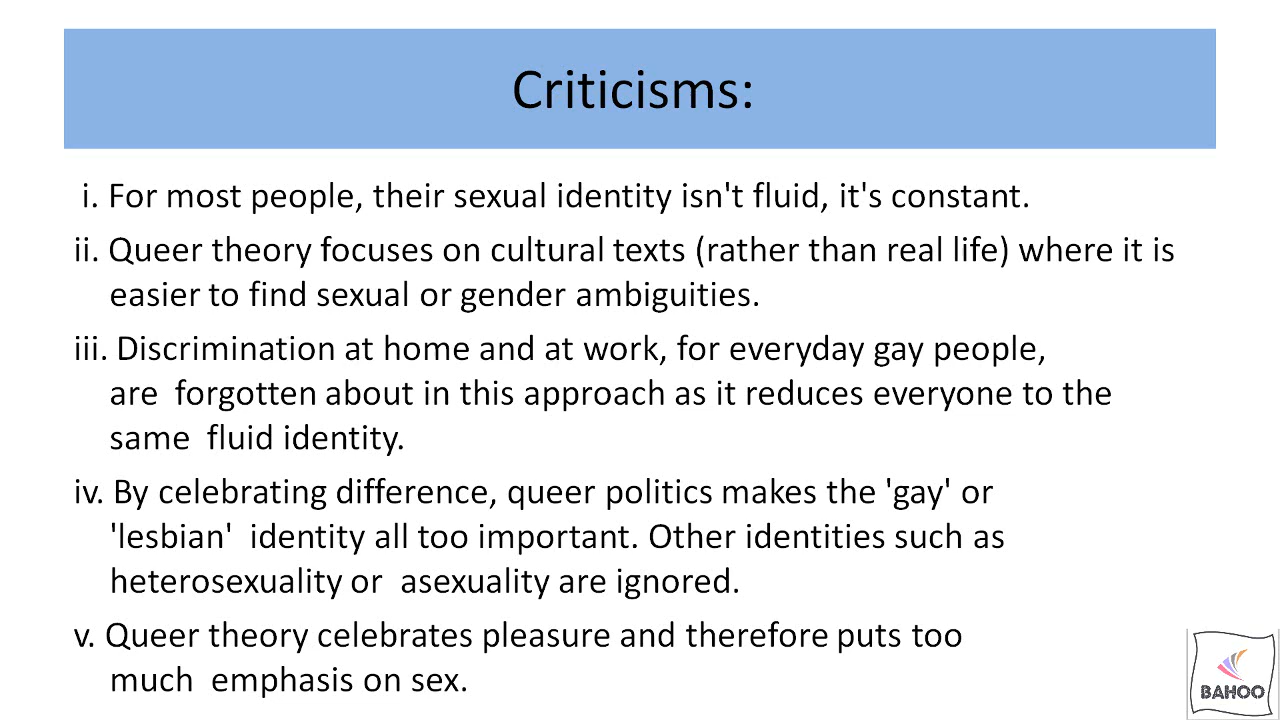 Criticisms:
i. For most people, their sexual identity isn't fluid, it's constant.
ii. Queer theory focuses on cultural texts (rather than real life) where it is
easier to find sexual or gender ambiguities.
iii. Discrimination at home and at work, for everyday gay people,
are  forgotten about in this approach as it reduces everyone to the
same  fluid identity.
iv. By celebrating difference, queer politics makes the 'gay' or
'lesbian'  identity all too important. Other identities such as
heterosexuality or  asexuality are ignored.
v. Queer theory celebrates pleasure and therefore puts too
much  emphasis on sex.
BAHOO